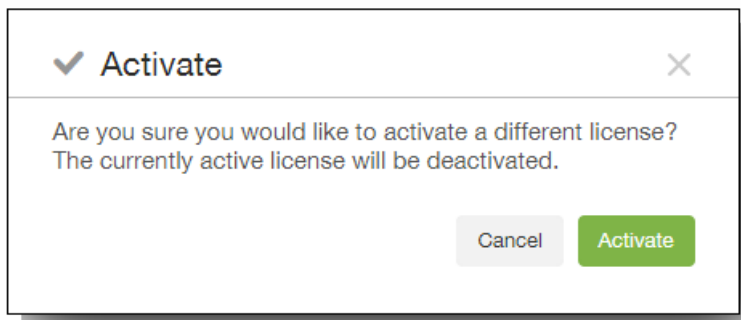 Activate
Are you sure you would like to activate a different license?
The currently active license will be deactivated.
Cancel
Activate